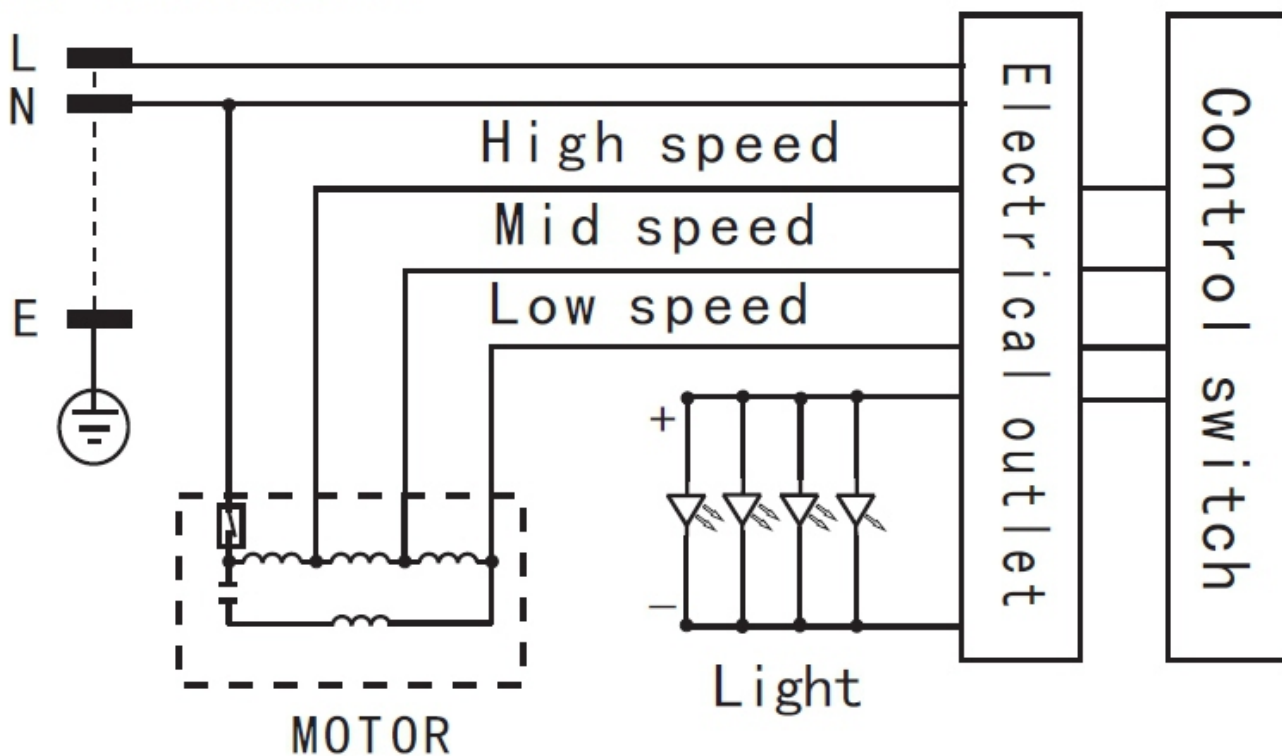 L
N
High speed
Mid speed
Low speed
E
+
−
Light
MOTOR
Electrical outlet
Control switch